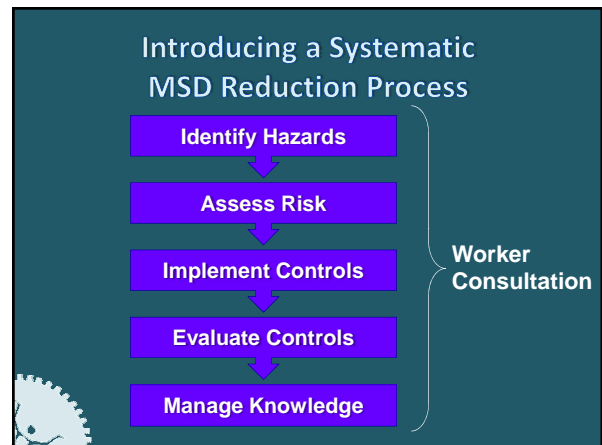 Introducing a Systematic
MSD Reduction Process
Identify Hazards
Assess Risk
Implement Controls
Evaluate Controls
Manage Knowledge
Worker
Consultation